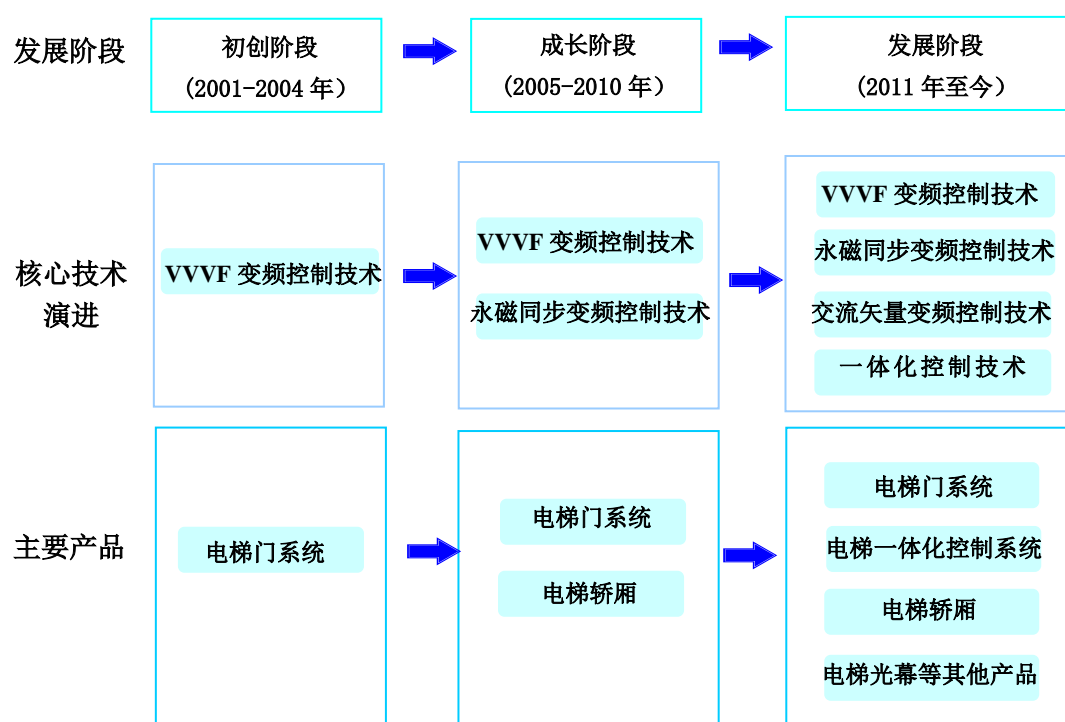 发展阶段
初创阶段
(2001-2004 年）
成长阶段
(2005-2010 年）
发展阶段
(2011 年至今）
核心技术
演进
VVVF 变频控制技术
VVVF 变频控制技术
永磁同步变频控制技术
VVVF 变频控制技术
永磁同步变频控制技术
交流矢量变频控制技术
一体化控制技术
主要产品
电梯门系统
电梯门系统
电梯轿厢
电梯门系统
电梯一体化控制系统
电梯轿厢
电梯光幕等其他产品